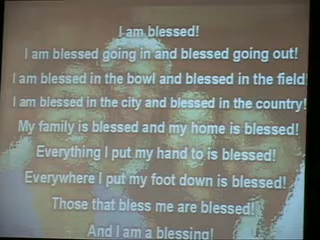 I am blessed!
I am blessed going in and blessed going out!
I am blessed in the bowl and blessed in the field
I am blessed in the city and blessed in the country!
My family is blessed and my home is blessed!
Everything I put my hand to is blessed!
Everywhere I put my foot down is blessed!
Those that bless me are blessed!
And I am a blessing!